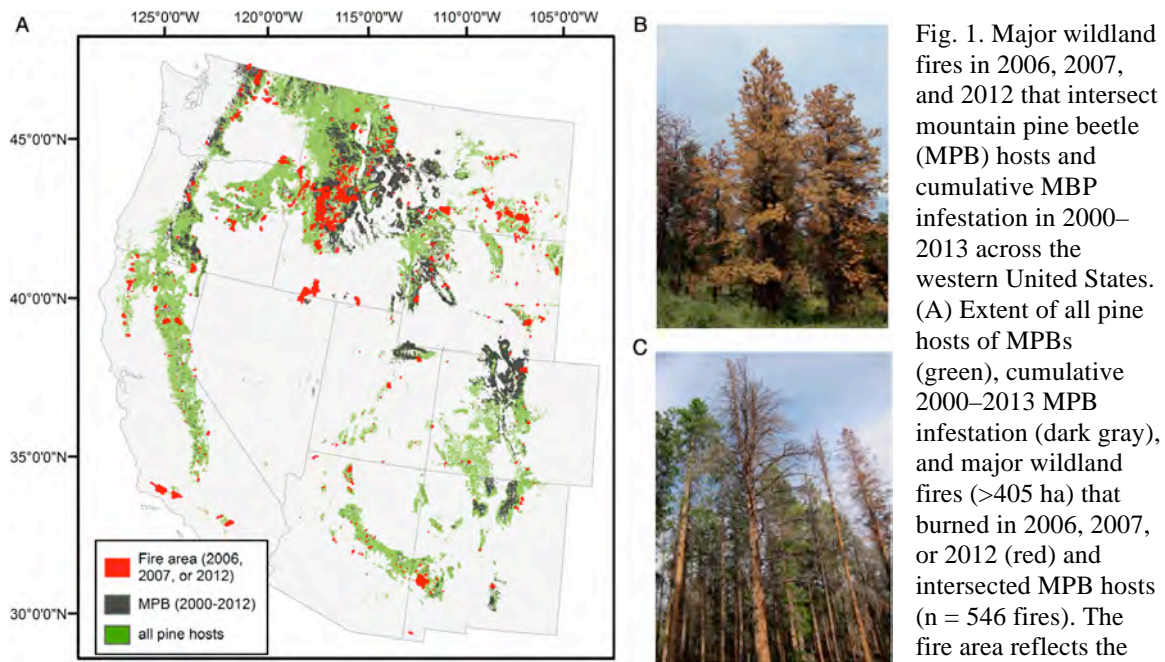 A
125°0'0"W 120°0'0"W 115°0'0"W 110°0'0"W 105°0'0"W
45°0'0"N
40°0'0"N
35°0'0"N
30°0'0"N
Fire area (2006,
2007, or 2012)
MPB (2000-2012)
all pine hosts
B
C
Fig. 1. Major wildland
fires in 2006, 2007,
and 2012 that intersect
mountain pine beetle
(MPB) hosts and
cumulative MBP
infestation in 2000–
2013 across the
western United States.
(A) Extent of all pine
hosts of MPBs
(green), cumulative
2000–2013 MPB
infestation (dark gray),
and major wildland
fires (>405 ha) that
burned in 2006, 2007,
or 2012 (red) and
intersected MPB hosts
(n = 546 fires). The
fire area reflects the